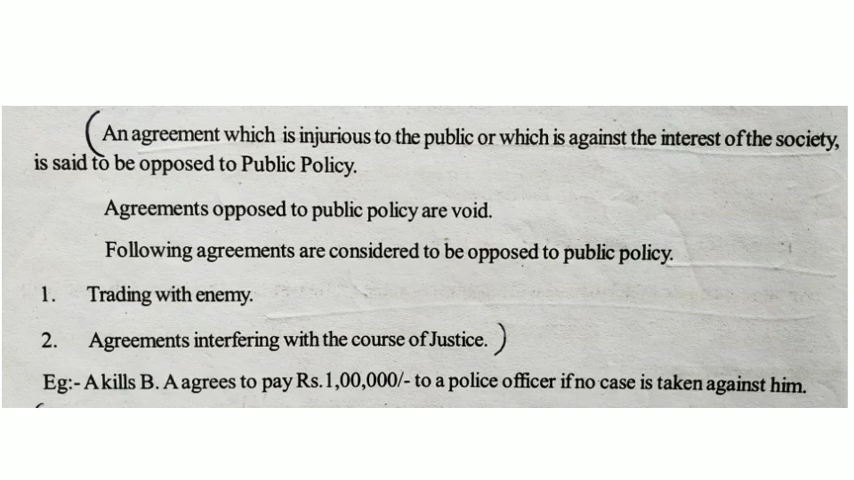 An agreement which is injurious to the public or which is against the interest of the society,
is said to be opposed to Public Policy.
Agreements opposed to public policy are void.
Following agreements are considered to be opposed to public policy.
1. Trading with enemy.
2. Agreements interfering with the course of Justice.
Eg:- A kills B. A agrees to pay Rs.1,00,000/- to a police officer if no case is taken against him.